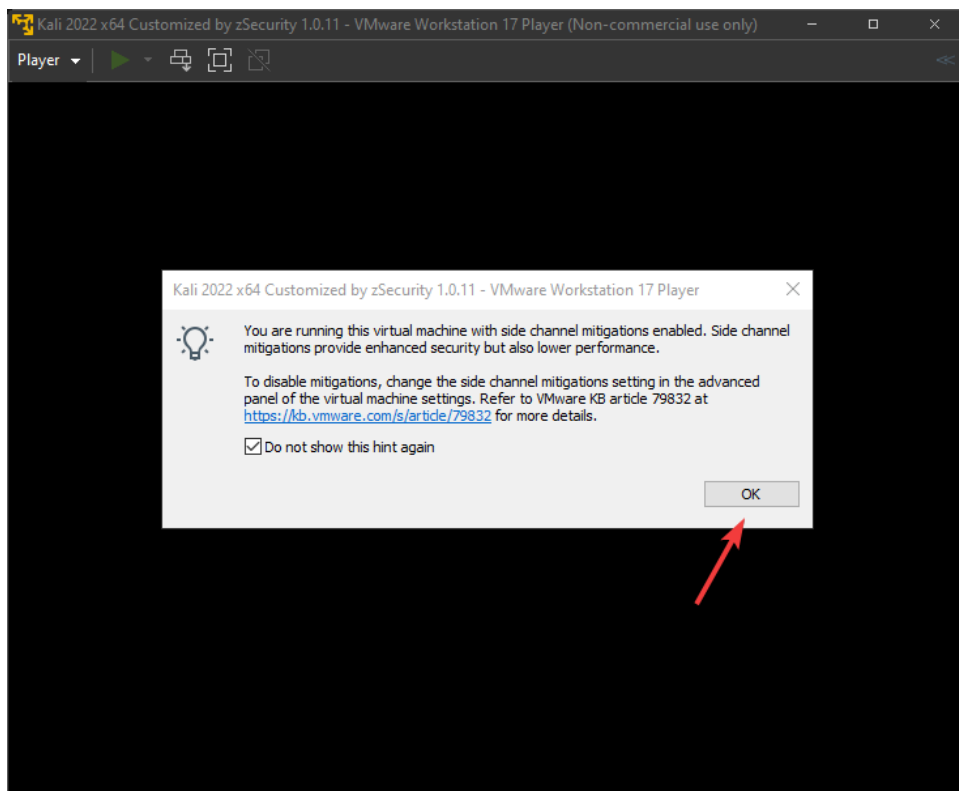 Kali 2022 x64 Customized by zSecurity 1.0.11 - VMware Workstation 17 Player (Non-commercial use only)
Player
Kali 2022 x64 Customized by zSecurity 1.0.11 - VMware Workstation 17 Player
You are running this virtual machine with side channel mitigations enabled. Side channel
mitigations provide enhanced security but also lower performance.
To disable mitigations, change the side channel mitigations setting in the advanced
panel of the virtual machine settings. Refer to VMware KB article 79832 at
https://kb.vmware.com/s/article/79832 for more details.
Do not show this hint again
OK